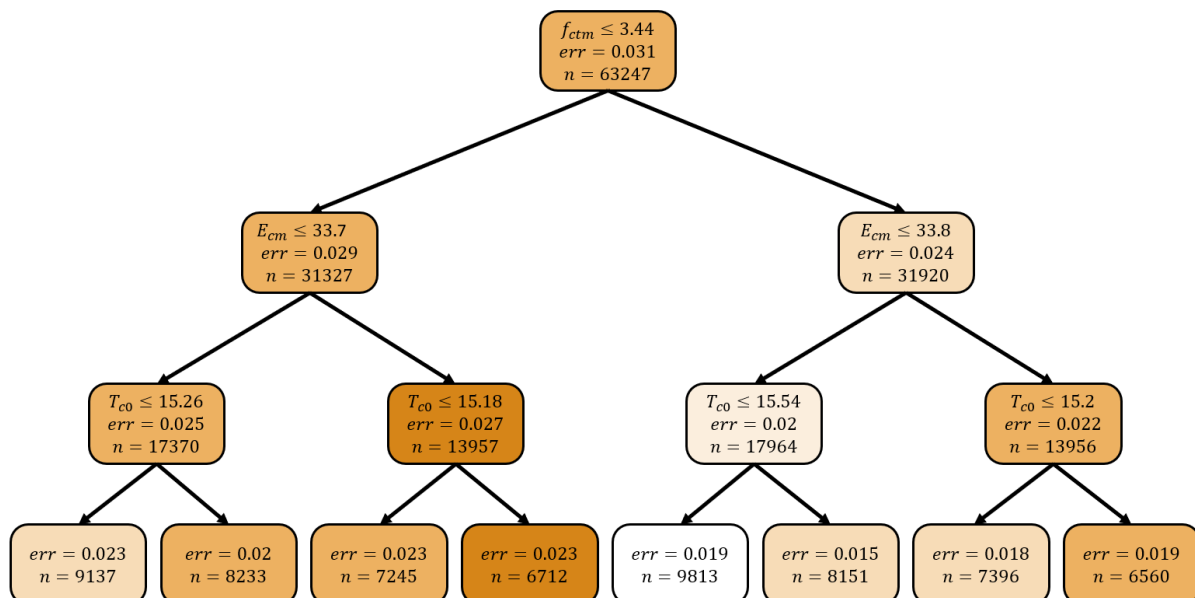 f_ctm ≤ 3.44
err = 0.031
n = 63247
E_cm ≤ 33.7
err = 0.029
n = 31327
E_cm ≤ 33.8
err = 0.024
n = 31920
T_c0 ≤ 15.26
err = 0.025
n = 17370
T_c0 ≤ 15.18
err = 0.027
n = 13957
T_c0 ≤ 15.54
err = 0.02
n = 17964
T_c0 ≤ 15.2
err = 0.022
n = 13956
err = 0.023
n = 9137
err = 0.02
n = 8233
err = 0.023
n = 7245
err = 0.023
n = 6712
err = 0.019
n = 9813
err = 0.015
n = 8151
err = 0.018
n = 7396
err = 0.019
n = 6560